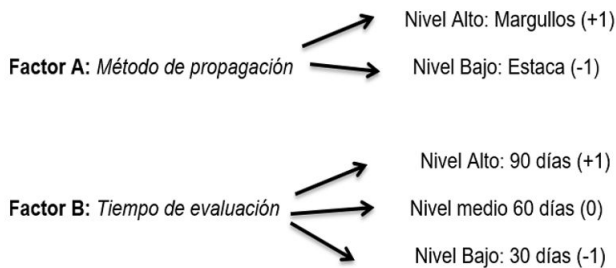 Nivel Alto: Margullos (+1)
Factor A: Método de propagación
Nivel Bajo: Estaca (-1)
Nivel Alto: 90 días (+1)
Factor B: Tiempo de evaluación
Nivel medio 60 días (0)
Nivel Bajo: 30 días (-1)